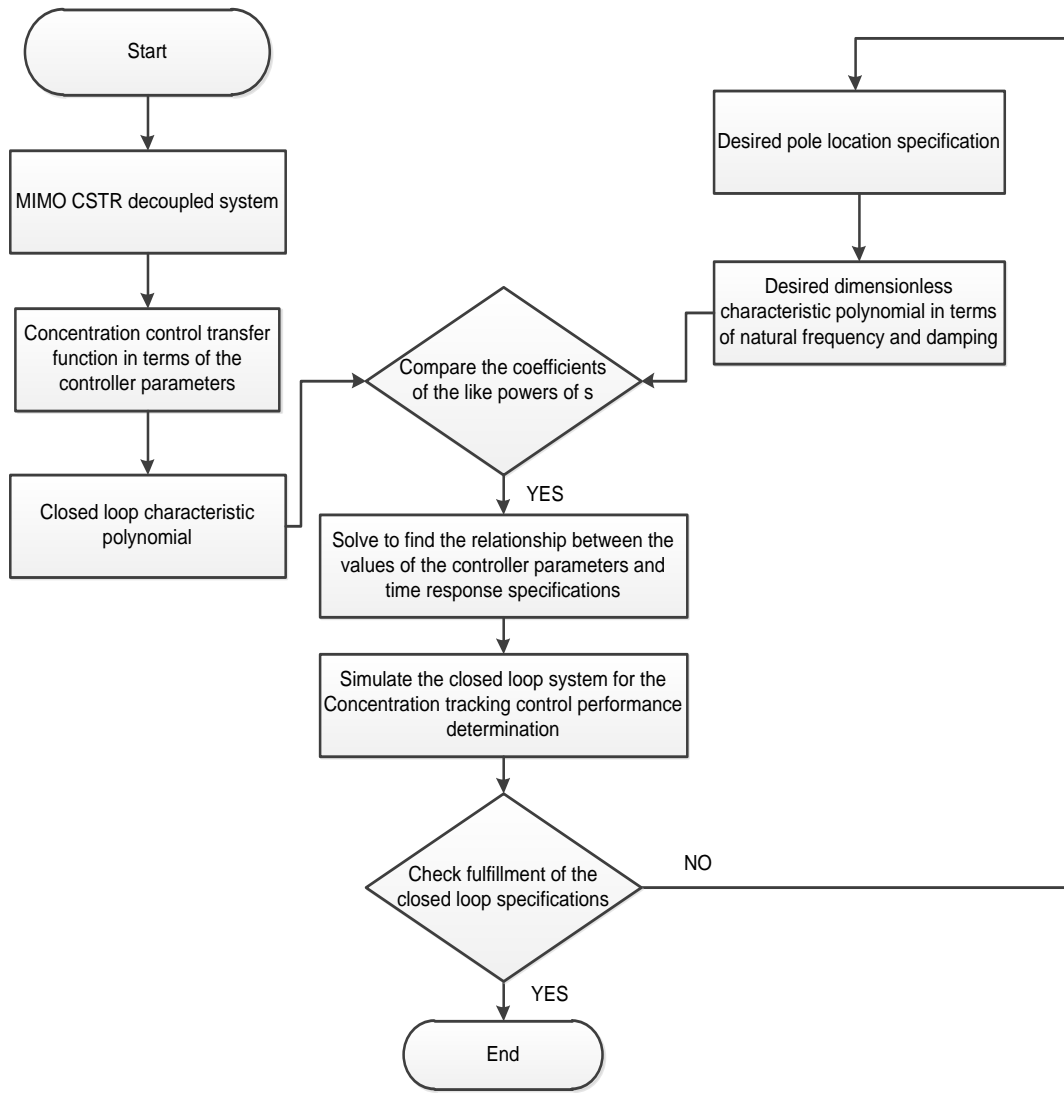 Start
MIMO CSTR decoupled system
Concentration control transfer
function in terms of the
controller parameters
Closed loop characteristic
polynomial
Desired pole location specification
Desired dimensionless
characteristic polynomial in terms
of natural frequency and damping
Compare the coefficients
of the like powers of s
YES
Solve to find the relationship between the
values of the controller parameters and
time response specifications
Simulate the closed loop system for the
Concentration tracking control performance
determination
Check fulfillment of the
closed loop specifications
NO
YES
End